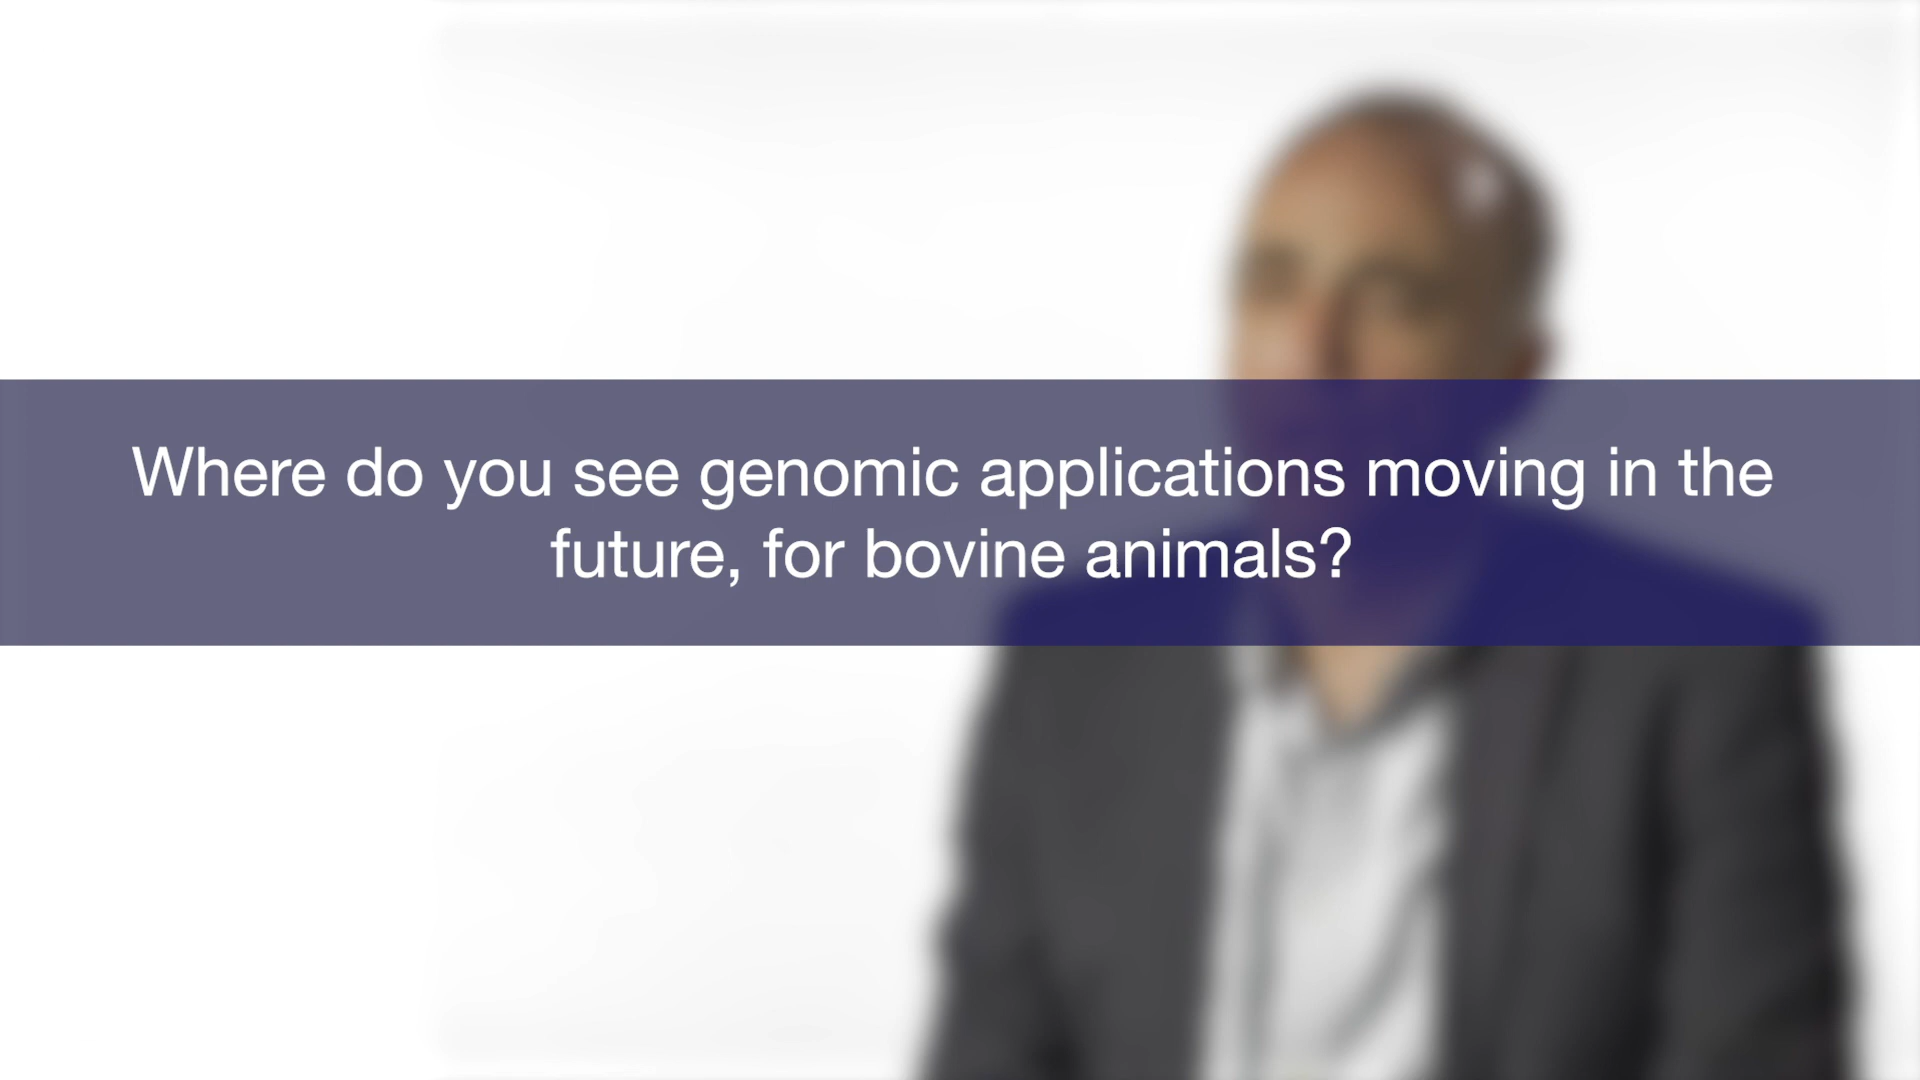 Where do you see genomic applications moving in the
future, for bovine animals?